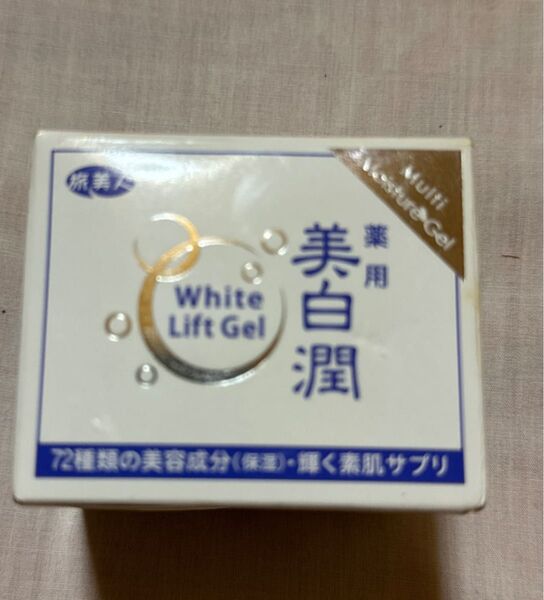 旅美人
Multi
Moisture Gel
薬用
美白潤
White
Lift Gel
72種類の美容成分（保湿）・輝く素肌サプリ